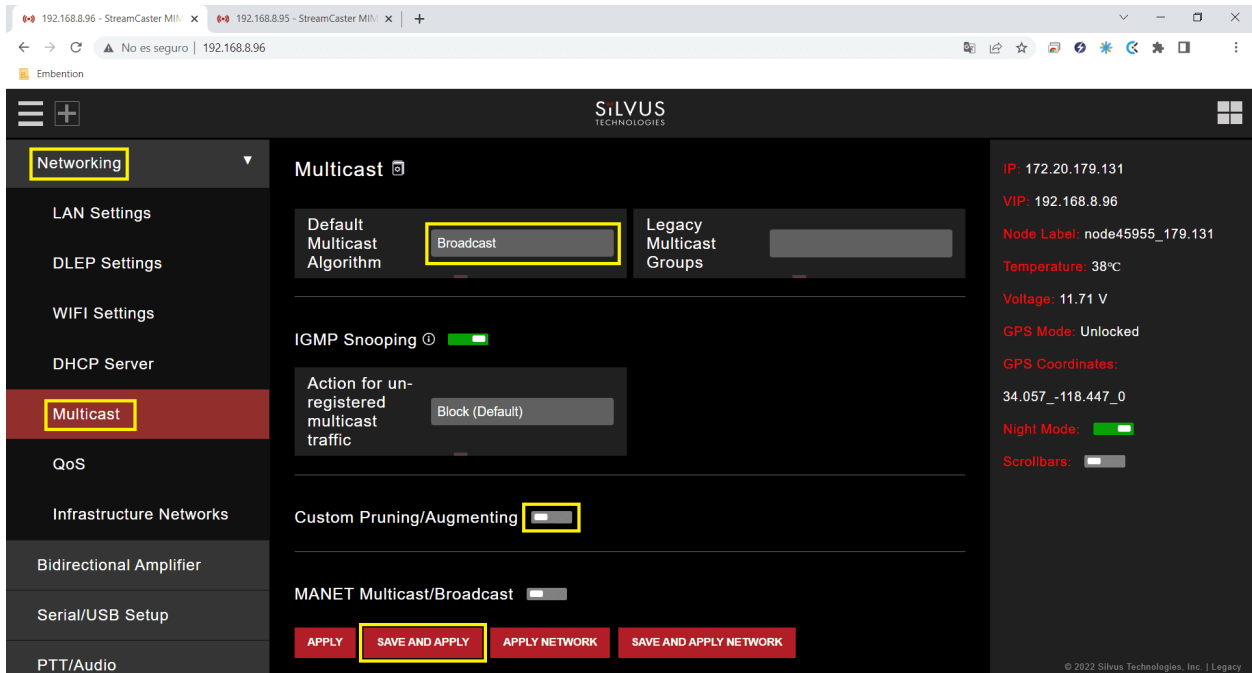 192.168.8.96 - StreamCaster MIM
192.168.8.95 - StreamCaster MIM
No es seguro | 192.168.8.96
Embention
SiLVUS
TECHNOLOGIES
Networking
LAN Settings
DLEP Settings
WIFI Settings
DHCP Server
Multicast
QoS
Infrastructure Networks
Bidirectional Amplifier
Serial/USB Setup
PTT/Audio
Multicast
Default
Multicast
Algorithm
Broadcast
Legacy
Multicast
Groups
IGMP Snooping
Action for un-
registered
multicast
traffic
Block (Default)
Custom Pruning/Augmenting
MANET Multicast/Broadcast
APPLY
SAVE AND APPLY
APPLY NETWORK
SAVE AND APPLY NETWORK
IP: 172.20.179.131
VIP: 192.168.8.96
Node Label: node45955_179.131
Temperature: 38°C
Voltage: 11.71 V
GPS Mode: Unlocked
GPS Coordinates:
34.057_-118.447_0
Night Mode:
Scrollbars:
© 2022 Silvus Technologies, Inc. | Legacy